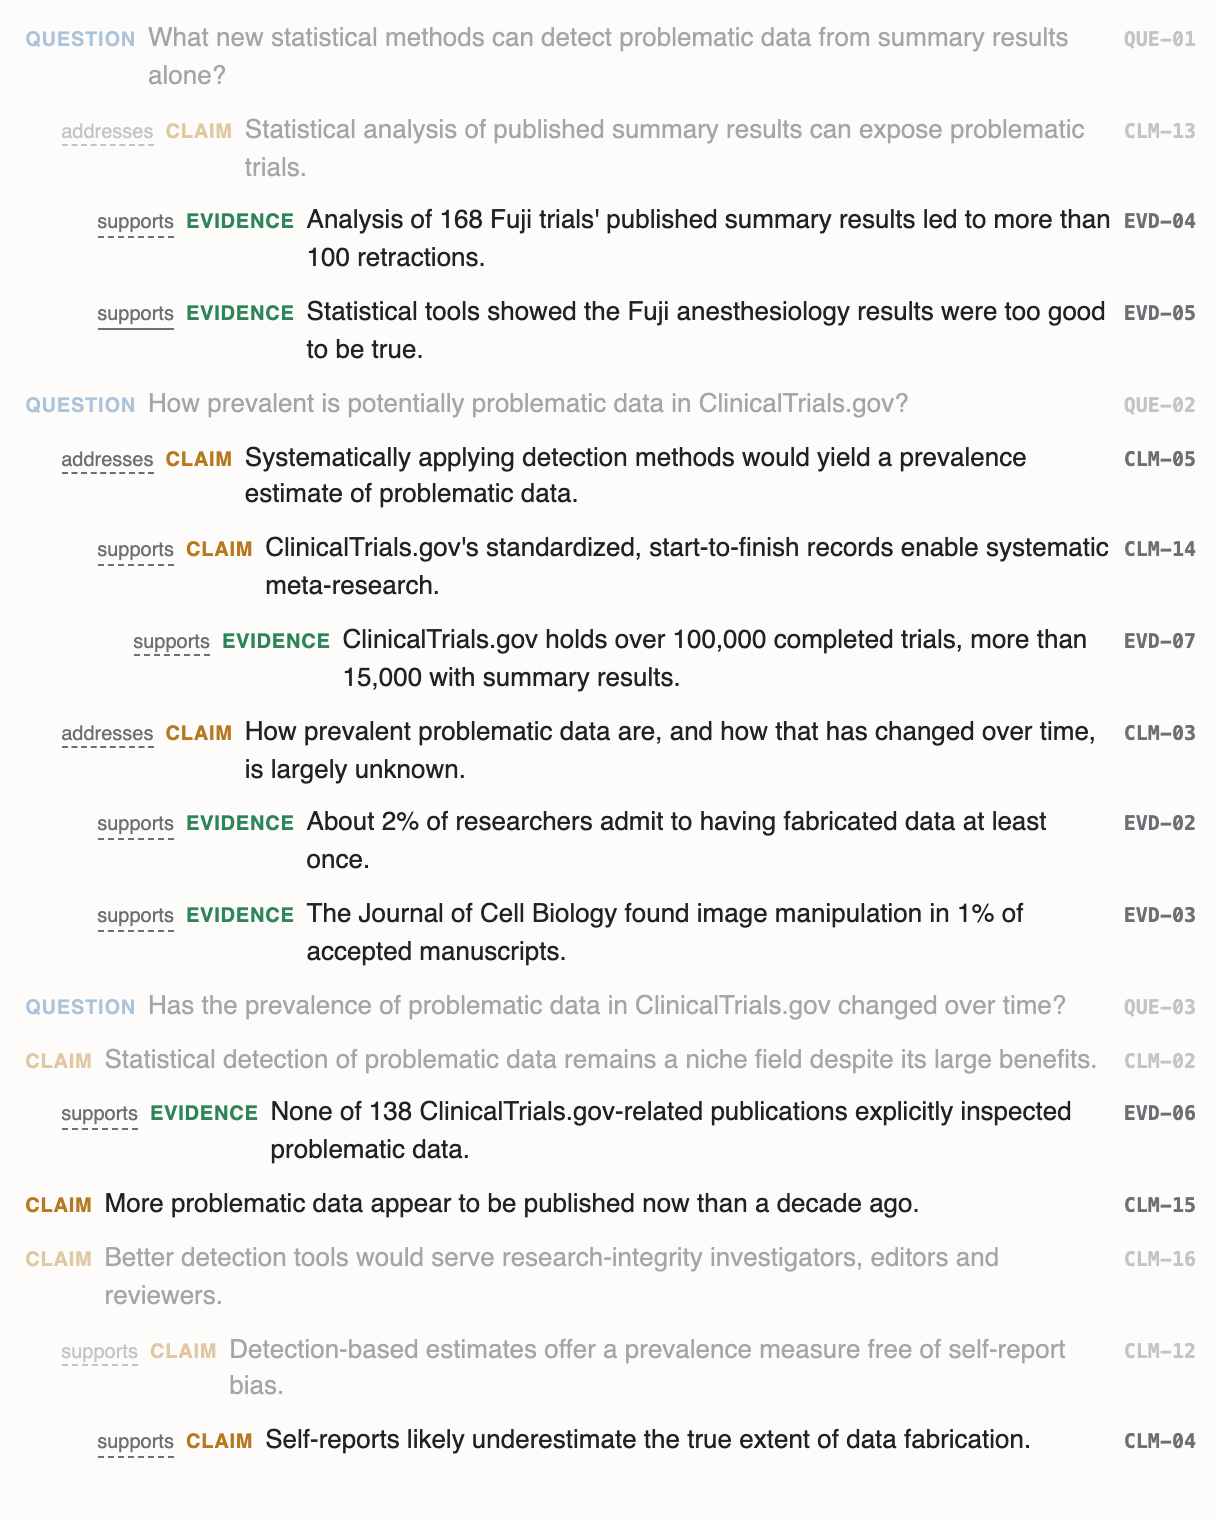 QUESTION What new statistical methods can detect problematic data from summary results QUE-01
alone?
addresses CLAIM Statistical analysis of published summary results can expose problematic CLM-13
trials.
supports EVIDENCE Analysis of 168 Fuji trials' published summary results led to more than EVD-04
100 retractions.
supports EVIDENCE Statistical tools showed the Fuji anesthesiology results were too good EVD-05
to be true.
QUESTION How prevalent is potentially problematic data in ClinicalTrials.gov? QUE-02
addresses CLAIM Systematically applying detection methods would yield a prevalence CLM-05
estimate of problematic data.
supports CLAIM ClinicalTrials.gov's standardized, start-to-finish records enable systematic CLM-14
meta-research.
supports EVIDENCE ClinicalTrials.gov holds over 100,000 completed trials, more than EVD-07
15,000 with summary results.
addresses CLAIM How prevalent problematic data are, and how that has changed over time, CLM-03
is largely unknown.
supports EVIDENCE About 2% of researchers admit to having fabricated data at least EVD-02
once.
supports EVIDENCE The Journal of Cell Biology found image manipulation in 1% of EVD-03
accepted manuscripts.
QUESTION Has the prevalence of problematic data in ClinicalTrials.gov changed over time? QUE-03
CLAIM Statistical detection of problematic data remains a niche field despite its large benefits. CLM-02
supports EVIDENCE None of 138 ClinicalTrials.gov-related publications explicitly inspected EVD-06
problematic data.
CLAIM More problematic data appear to be published now than a decade ago. CLM-15
CLAIM Better detection tools would serve research-integrity investigators, editors and CLM-16
reviewers.
supports CLAIM Detection-based estimates offer a prevalence measure free of self-report CLM-12
bias.
supports CLAIM Self-reports likely underestimate the true extent of data fabrication. CLM-04